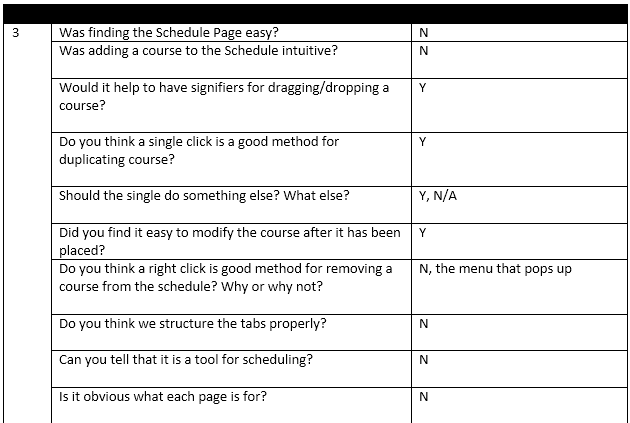 3 Was finding the Schedule Page easy? N
Was adding a course to the Schedule intuitive? N
Would it help to have signifiers for dragging/dropping a Y
course?
Do you think a single click is a good method for Y
duplicating course?
Should the single do something else? What else? Y, N/A
Did you find it easy to modify the course after it has been Y
placed?
Do you think a right click is good method for removing a N, the menu that pops up
course from the schedule? Why or why not?
Do you think we structure the tabs properly? N
Can you tell that it is a tool for scheduling? N
Is it obvious what each page is for? N